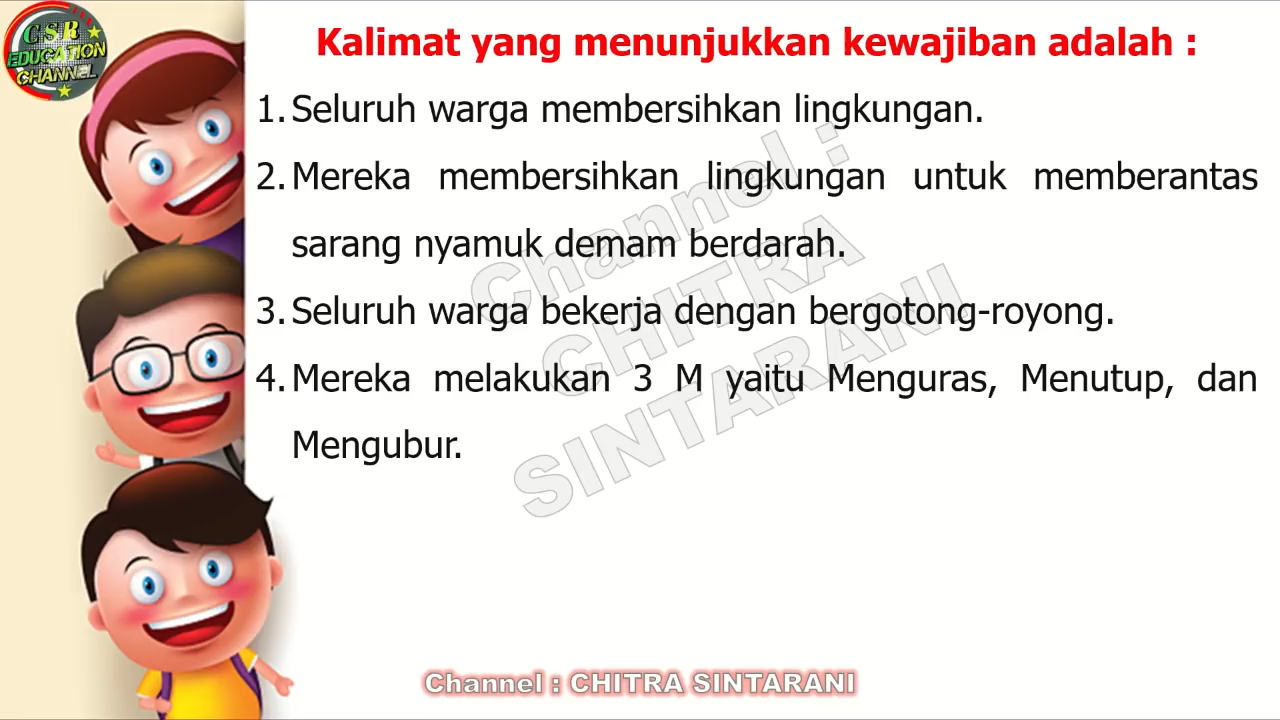 CSR
EDUCATION
CHANNEL
Kalimat yang menunjukkan kewajiban adalah :
1. Seluruh warga membersihkan lingkungan.
2. Mereka membersihkan lingkungan untuk memberantas
sarang nyamuk demam berdarah.
3. Seluruh warga bekerja dengan bergotong-royong.
4. Mereka melakukan 3 M yaitu Menguras, Menutup, dan
Mengubur.
Channel :
CHITRA
SINTARANI
Channel : CHITRA SINTARANI